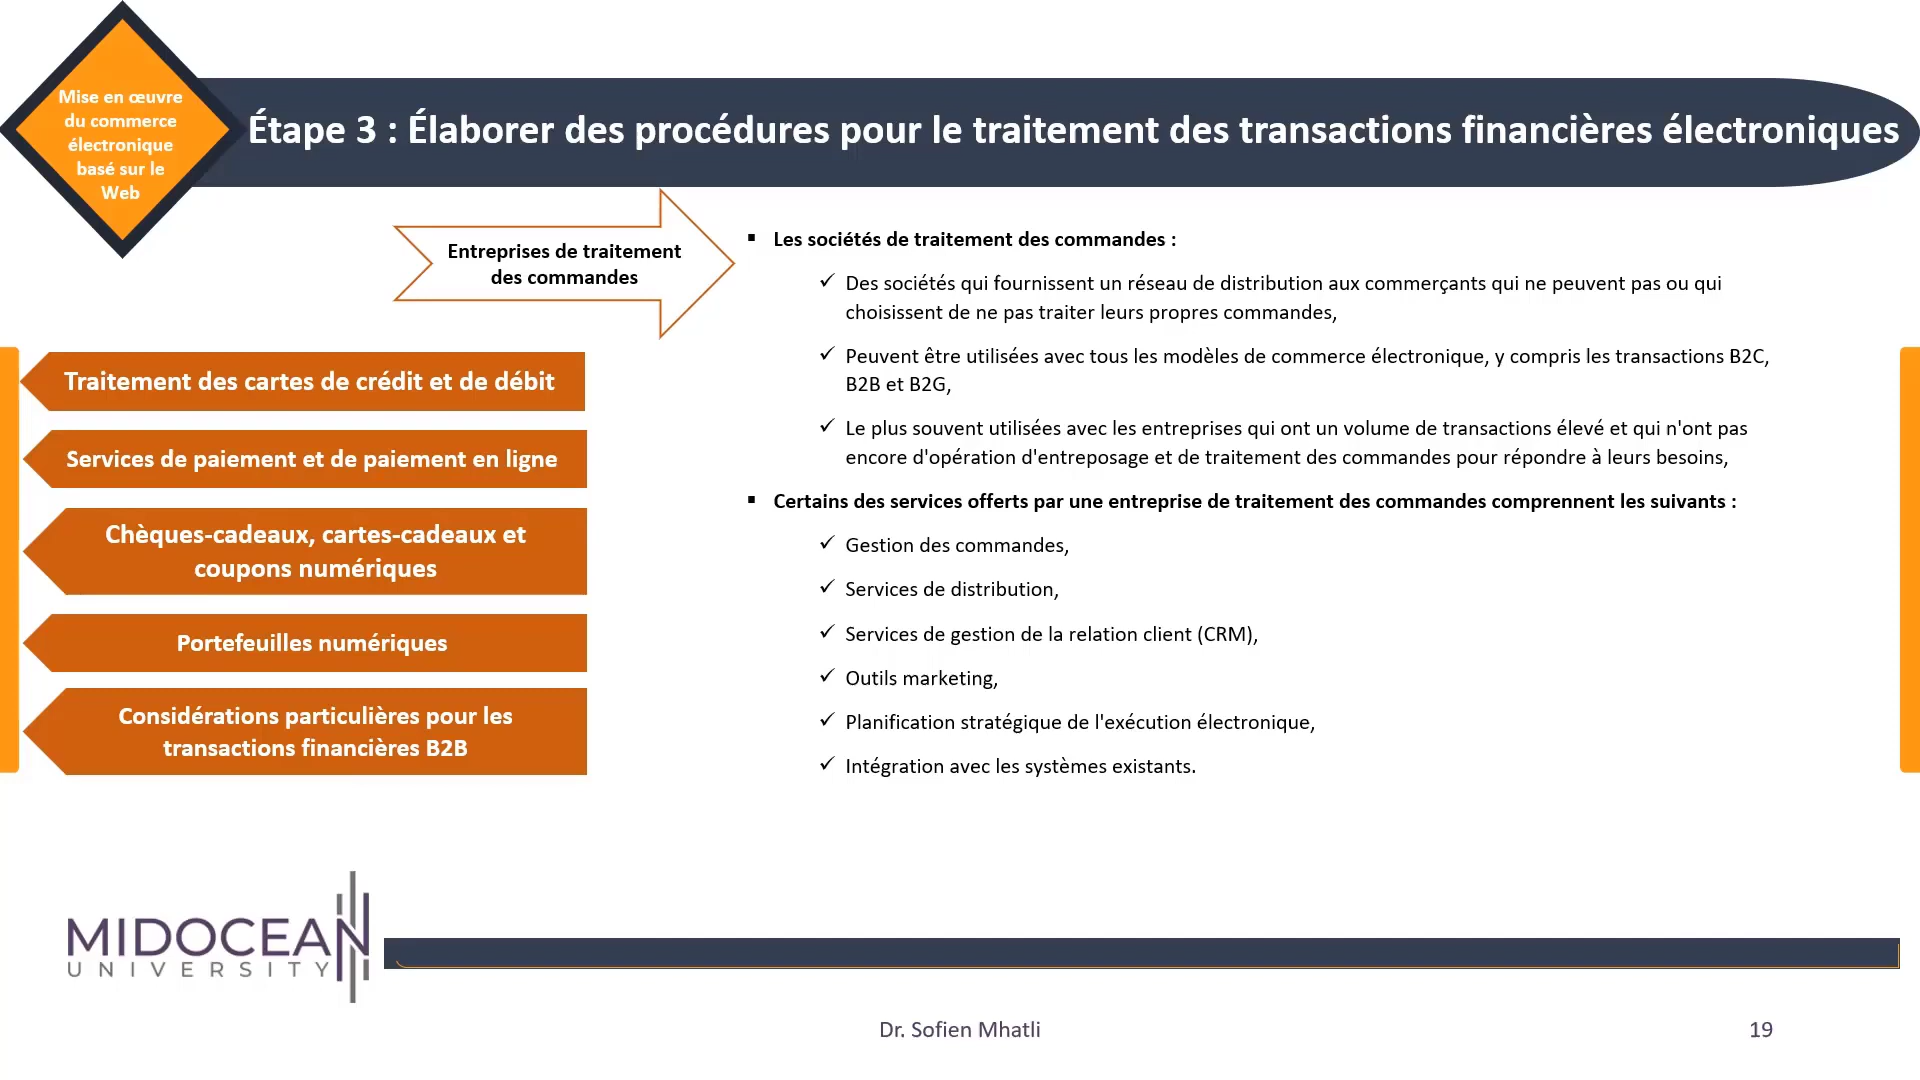 Mise en œuvre
du commerce
électronique
basé sur le
Web
Étape 3 : Élaborer des procédures pour le traitement des transactions financières électroniques
Entreprises de traitement
des commandes
Traitement des cartes de crédit et de débit
Services de paiement et de paiement en ligne
Chèques-cadeaux, cartes-cadeaux et
coupons numériques
Portefeuilles numériques
Considérations particulières pour les
transactions financières B2B
▪ Les sociétés de traitement des commandes :
✓ Des sociétés qui fournissent un réseau de distribution aux commerçants qui ne peuvent pas ou qui
choisissent de ne pas traiter leurs propres commandes,
✓ Peuvent être utilisées avec tous les modèles de commerce électronique, y compris les transactions B2C,
B2B et B2G,
✓ Le plus souvent utilisées avec les entreprises qui ont un volume de transactions élevé et qui n'ont pas
encore d'opération d'entreposage et de traitement des commandes pour répondre à leurs besoins,
▪ Certains des services offerts par une entreprise de traitement des commandes comprennent les suivants :
✓ Gestion des commandes,
✓ Services de distribution,
✓ Services de gestion de la relation client (CRM),
✓ Outils marketing,
✓ Planification stratégique de l'exécution électronique,
✓ Intégration avec les systèmes existants.
MIDOCEAN
UNIVERSITY
Dr. Sofien Mhatli
19